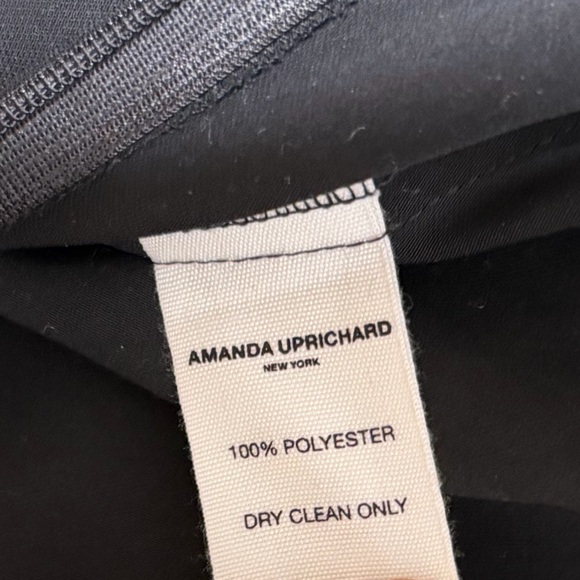 AMANDA UPRICHARD
NEW YORK
100% POLYESTER
DRY CLEAN ONLY